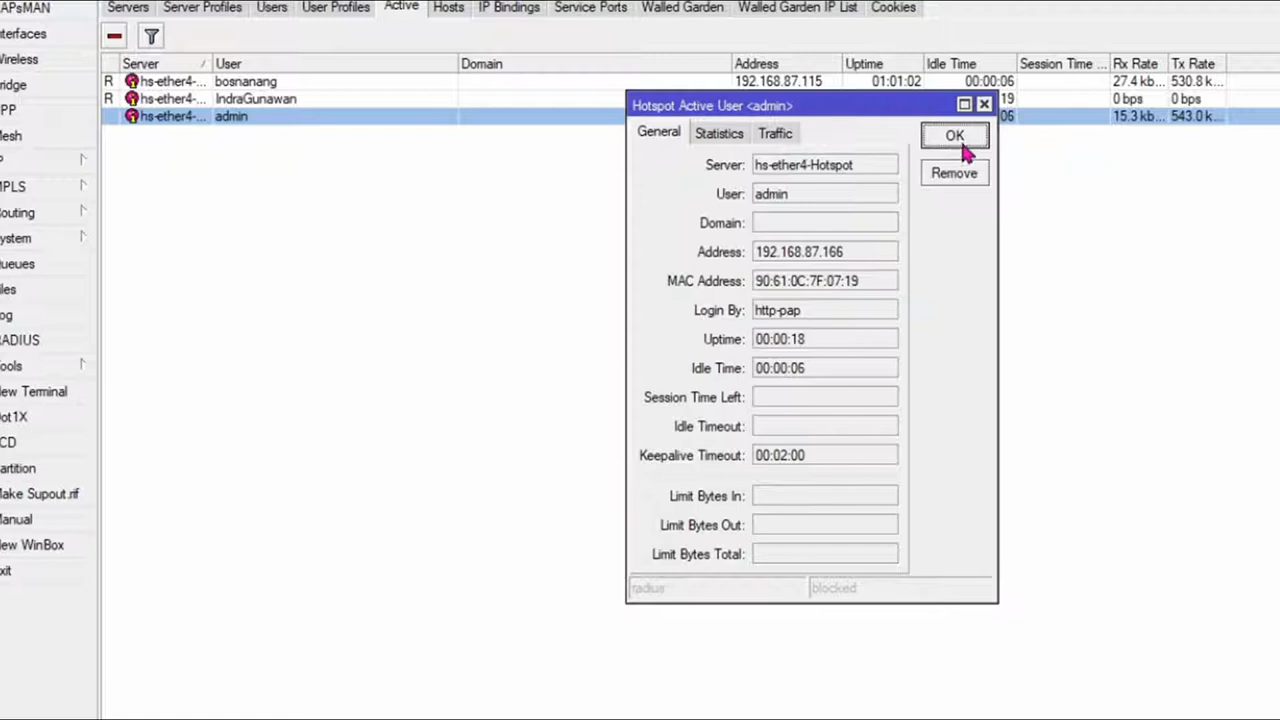 APsMAN
Servers Server Profiles Users User Profiles Active Hosts IP Bindings Service Ports Walled Garden Walled Garden IP List Cookies
nterfaces
Wireless
ridge
PP
Mesh
P
MPLS
outing
ystem
ueues
iles
og
RADIUS
ools
ew Terminal
ot1X
CD
artition
ake Supout.rif
Manual
ew WinBox
xit
Server / User Domain Address Uptime Idle Time Session Time ... Rx Rate Tx Rate
R hs-ether4-... bosnanang 192.168.87.115 01:01:02 00:00:06 27.4 kb... 530.8 k...
R hs-ether4-... IndraGunawan 19 0 bps 0 bps
hs-ether4-... admin 06 15.3 kb... 543.0 k...
Hotspot Active User <admin>
General Statistics Traffic
OK
Remove
Server: hs-ether4-Hotspot
User: admin
Domain:
Address: 192.168.87.166
MAC Address: 90:61:0C:7F:07:19
Login By: http-pap
Uptime: 00:00:18
Idle Time: 00:00:06
Session Time Left:
Idle Timeout:
Keepalive Timeout: 00:02:00
Limit Bytes In:
Limit Bytes Out:
Limit Bytes Total:
radius blocked